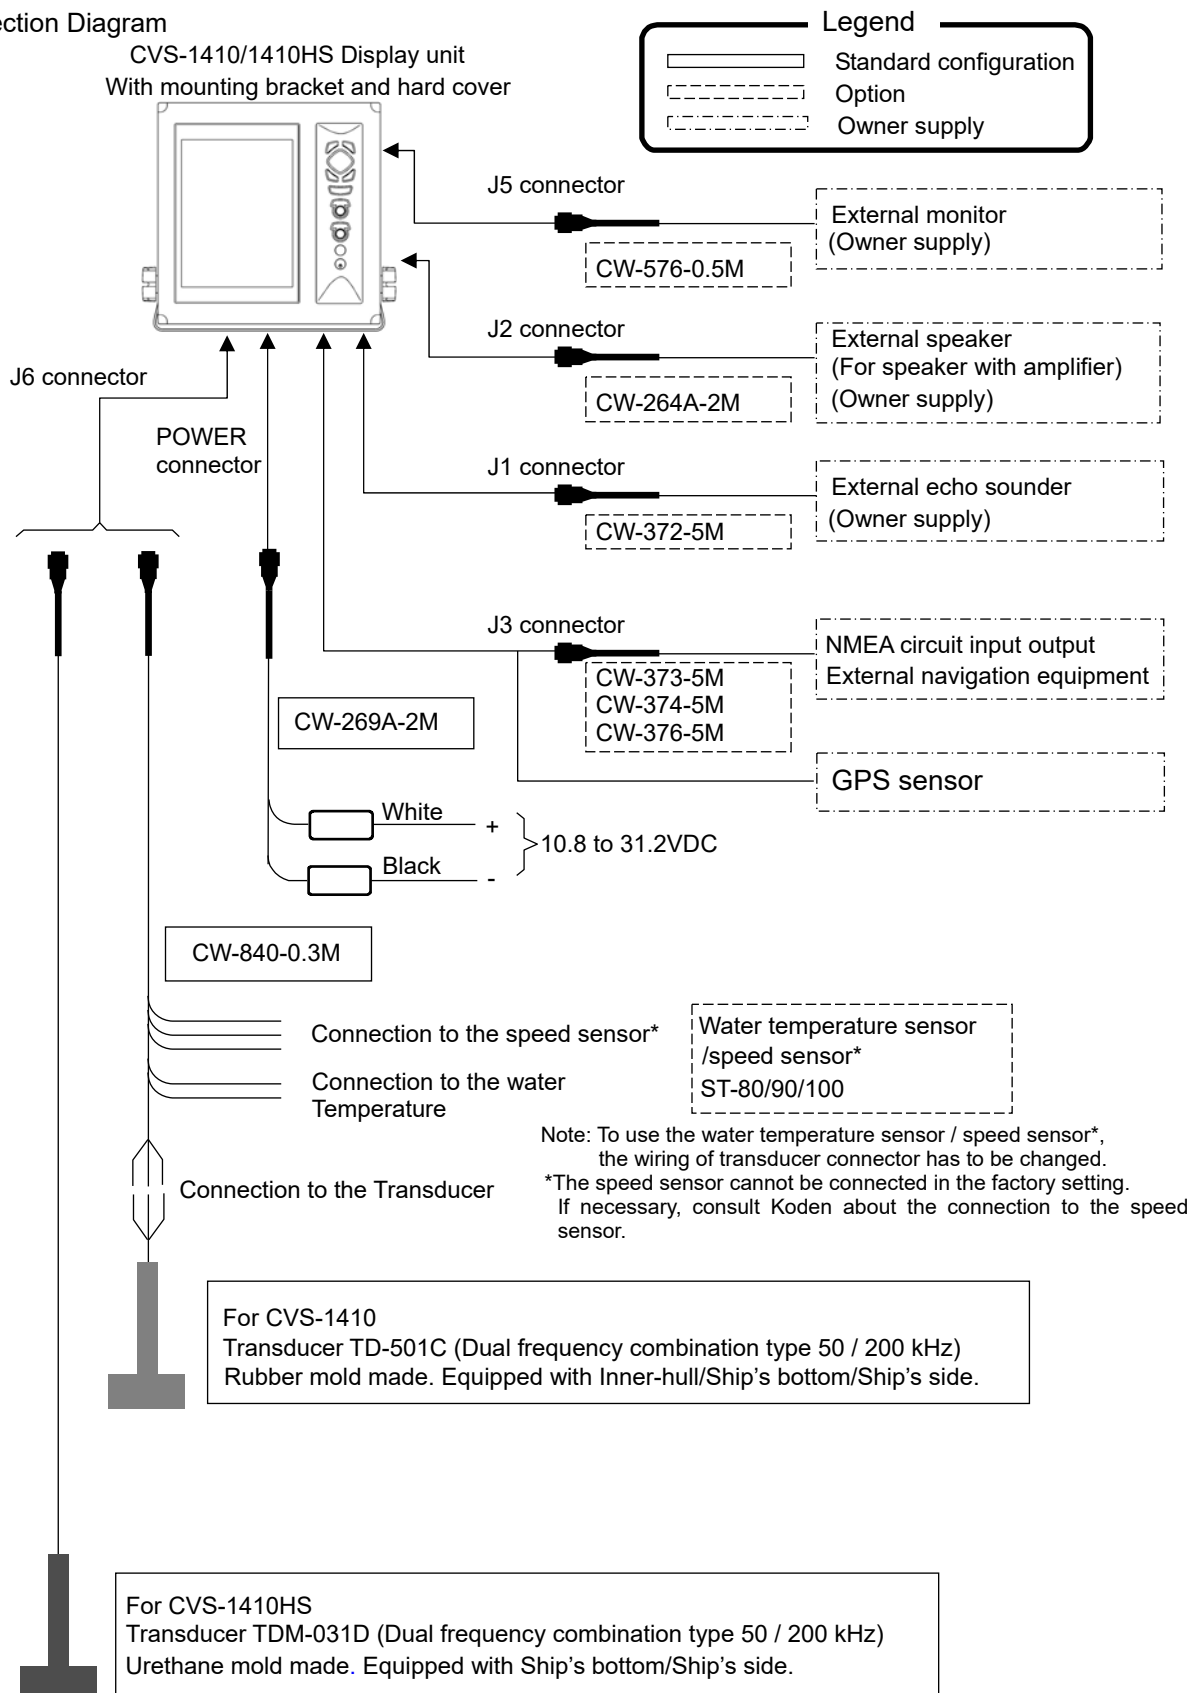 ection Diagram
CVS-1410/1410HS Display unit
With mounting bracket and hard cover
Legend
Standard configuration
Option
Owner supply
J5 connector
External monitor
(Owner supply)
CW-576-0.5M
J2 connector
External speaker
(For speaker with amplifier)
(Owner supply)
CW-264A-2M
J6 connector
POWER
connector
J1 connector
External echo sounder
(Owner supply)
CW-372-5M
J3 connector
NMEA circuit input output
External navigation equipment
CW-373-5M
CW-374-5M
CW-376-5M
CW-269A-2M
GPS sensor
White
+
10.8 to 31.2VDC
Black
-
CW-840-0.3M
Connection to the speed sensor*
Connection to the water
Temperature
Water temperature sensor
/speed sensor*
ST-80/90/100
Note: To use the water temperature sensor / speed sensor*,
the wiring of transducer connector has to be changed.
*The speed sensor cannot be connected in the factory setting.
If necessary, consult Koden about the connection to the speed
sensor.
Connection to the Transducer
For CVS-1410
Transducer TD-501C (Dual frequency combination type 50 / 200 kHz)
Rubber mold made. Equipped with Inner-hull/Ship's bottom/Ship's side.
For CVS-1410HS
Transducer TDM-031D (Dual frequency combination type 50 / 200 kHz)
Urethane mold made. Equipped with Ship's bottom/Ship's side.